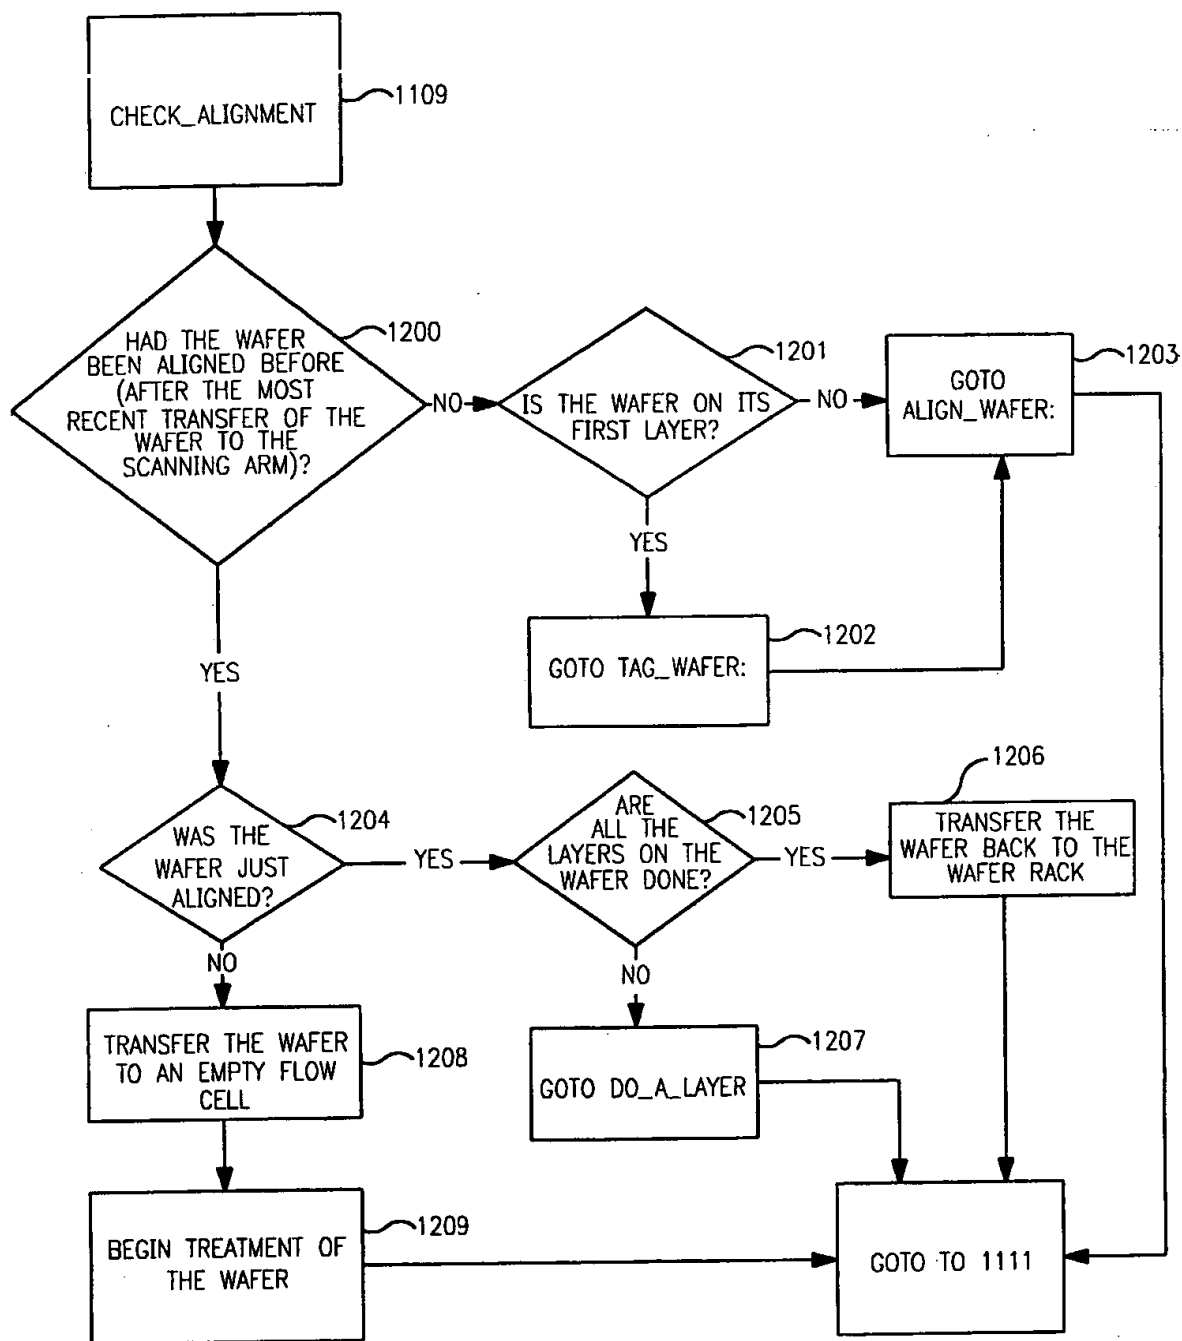 CHECK_ALIGNMENT
1109
HAD THE WAFER
BEEN ALIGNED BEFORE
(AFTER THE MOST
RECENT TRANSFER OF THE
WAFER TO THE
SCANNING ARM)?
1200
NO
IS THE WAFER ON ITS
FIRST LAYER?
1201
NO
GOTO
ALIGN_WAFER:
1203
YES
GOTO TAG_WAFER:
1202
YES
WAS THE
WAFER JUST
ALIGNED?
1204
YES
ARE
ALL THE
LAYERS ON THE
WAFER DONE?
1205
YES
TRANSFER THE
WAFER BACK TO THE
WAFER RACK
1206
NO
NO
TRANSFER THE WAFER
TO AN EMPTY FLOW
CELL
1208
GOTO DO_A_LAYER
1207
BEGIN TREATMENT OF
THE WAFER
1209
GOTO TO 1111